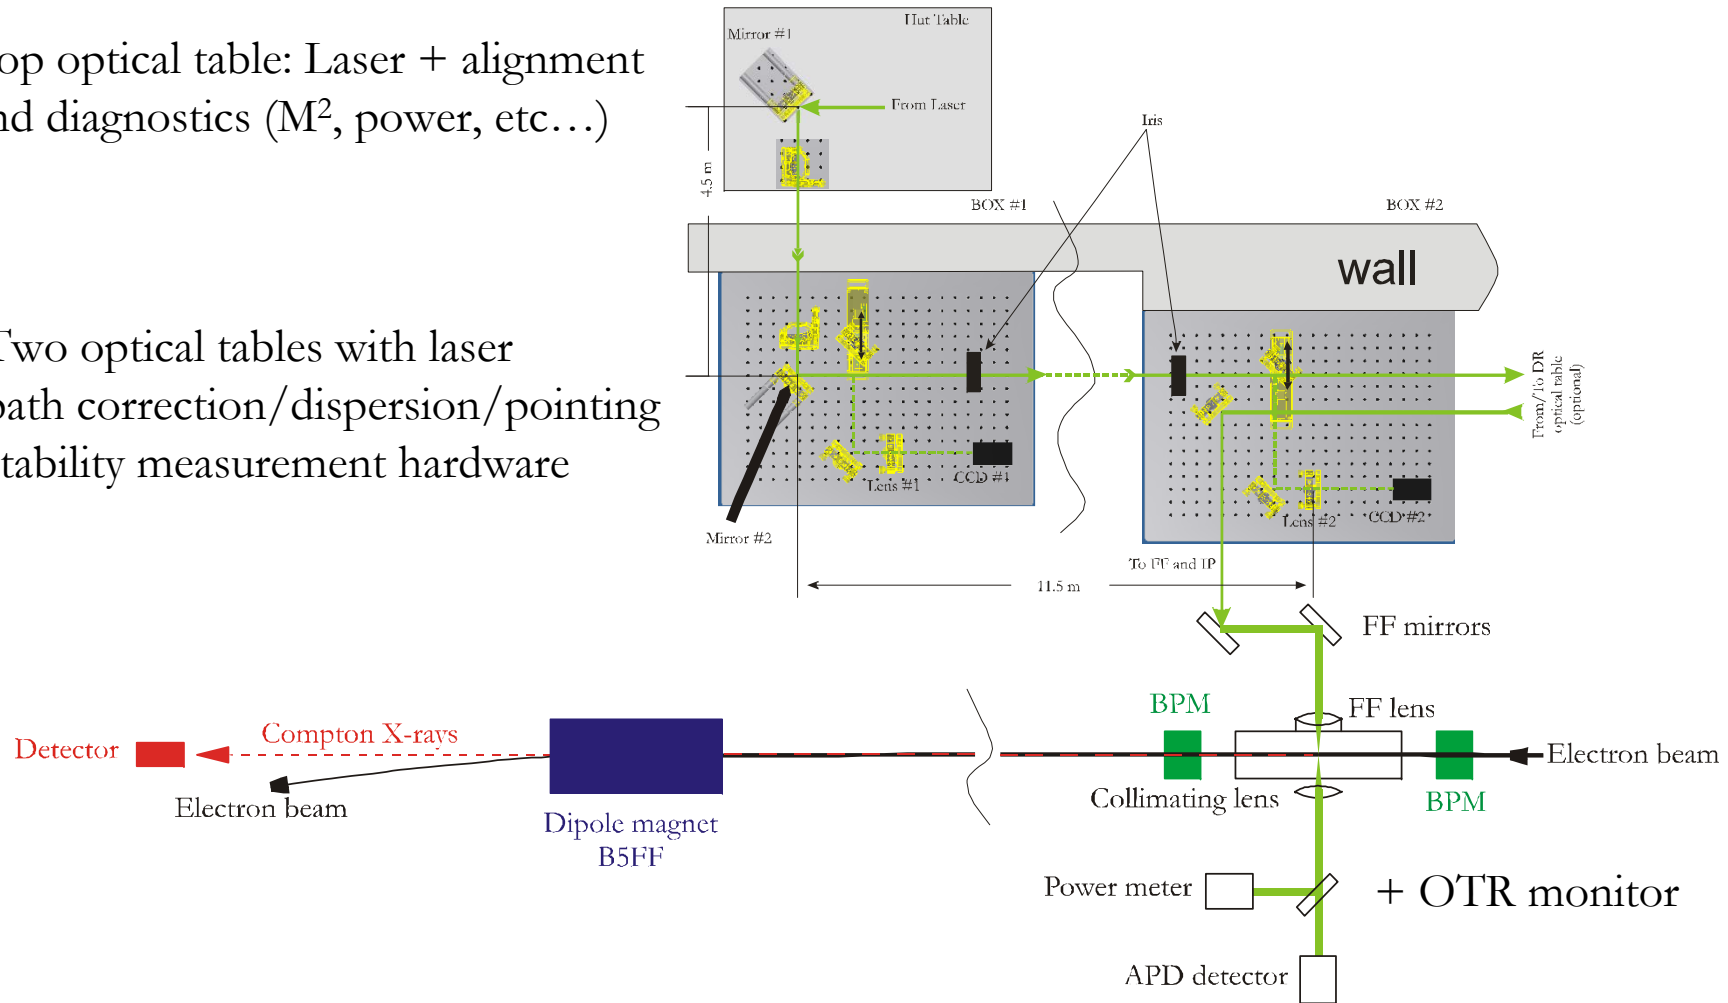 op optical table: Laser + alignment
nd diagnostics (M², power, etc…)
Two optical tables with laser
path correction/dispersion/pointing
tability measurement hardware
Hut Table
Mirror #1
From Laser
4.5 m
Iris
BOX #1
BOX #2
wall
Lens #1
CCD #1
Lens #2
CCD #2
From/To DR
optical table
(optional)
Mirror #2
To FF and IP
11.5 m
FF mirrors
FF lens
BPM
Detector
Compton X-rays
Electron beam
Electron beam
Dipole magnet
B5FF
Collimating lens
BPM
Power meter
+ OTR monitor
APD detector